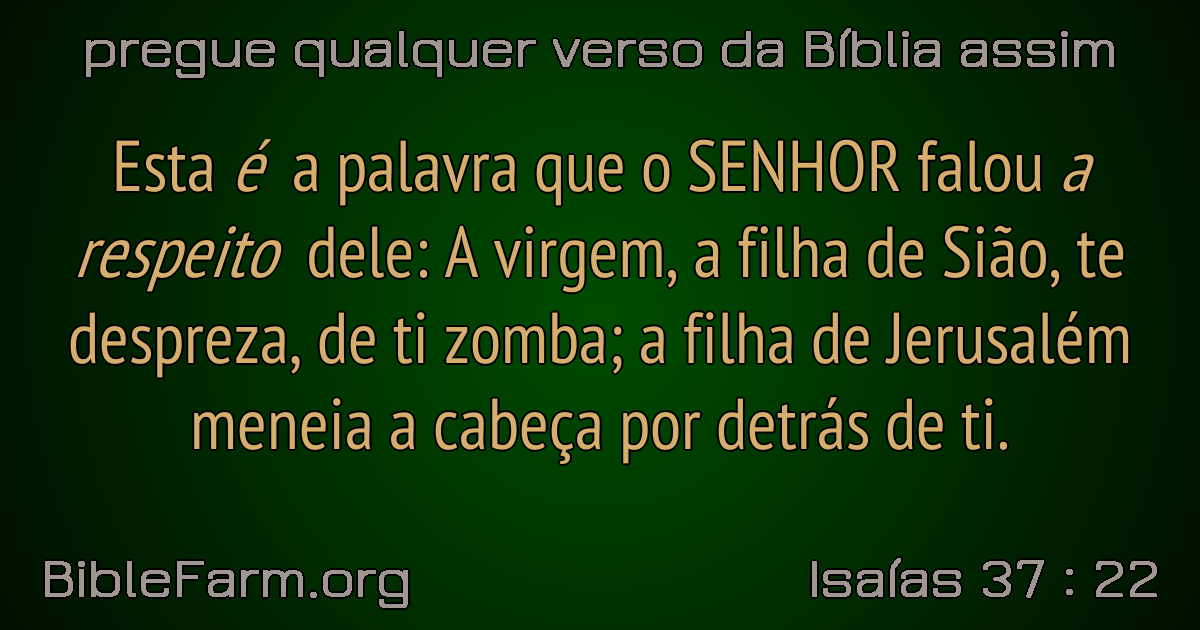 pregue qualquer verso da Bíblia assim
Esta é a palavra que o SENHOR falou a
respeito dele: A virgem, a filha de Sião, te
despreza, de ti zomba; a filha de Jerusalém
meneia a cabeça por detrás de ti.
BibleFarm.org
Isaías 37 : 22